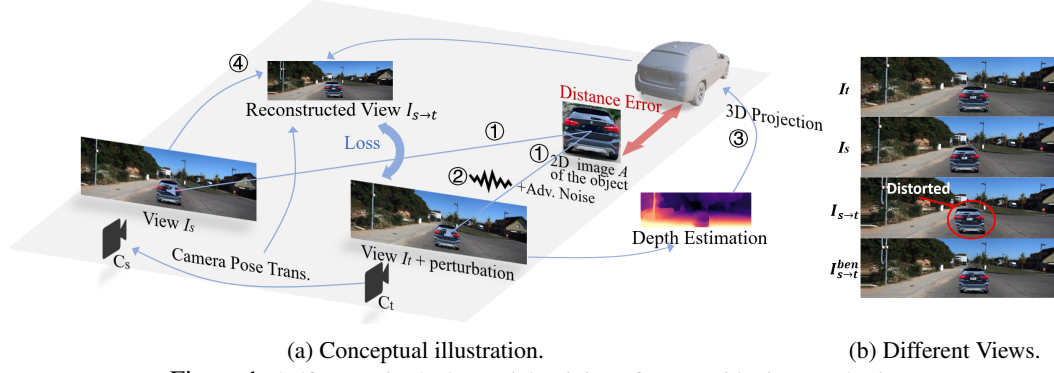 ④
Reconstructed View I_{s→t}
Distance Error
3D Projection
③
Loss
①
①
2D image A
of the object
②
+Adv. Noise
View I_s
View I_t + perturbation
Depth Estimation
C_s
Camera Pose Trans.
C_t
(a) Conceptual illustration.
I_t
I_s
Distorted
I_{s→t}
I^{ben}_{s→t}
(b) Different Views.